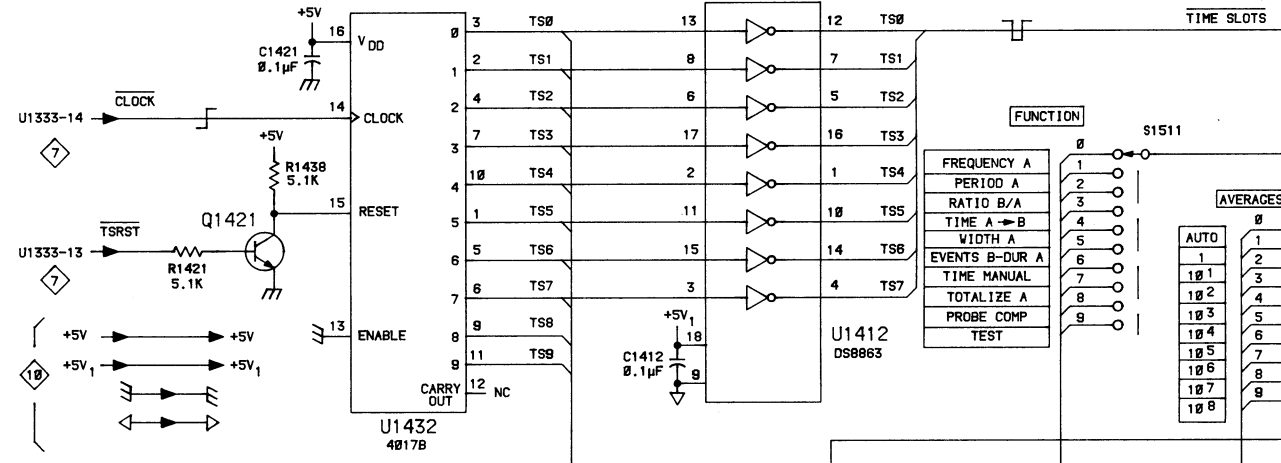 +5V
16
V DD
C1421
0.1µF
CLOCK
U1333-14
7
14
CLOCK
+5V
R1438
5.1K
15
RESET
Q1421
TSRST
U1333-13
7
R1421
5.1K
13
ENABLE
+5V
+5V
+5V1
+5V1
10
0 3 TS0
1 2 TS1
2 4 TS2
3 7 TS3
4 10 TS4
5 1 TS5
6 5 TS6
7 6 TS7
8 9 TS8
9 11 TS9
CARRY OUT 12 NC
U1432
4017B
13 12 TS0
8 7 TS1
6 5 TS2
17 16 TS3
2 1 TS4
11 10 TS5
15 14 TS6
3 4 TS7
+5V1
18
C1412
0.1µF
9
U1412
DS8863
TIME SLOTS
FUNCTION
S1511
FREQUENCY A
PERIOD A
RATIO B/A
TIME A → B
WIDTH A
EVENTS B-DUR A
TIME MANUAL
TOTALIZE A
PROBE COMP
TEST
0
1
2
3
4
5
6
7
8
9
AVERAGES
AUTO
1
10 1
10 2
10 3
10 4
10 5
10 6
10 7
10 8
0
1
2
3
4
5
6
7
8
9